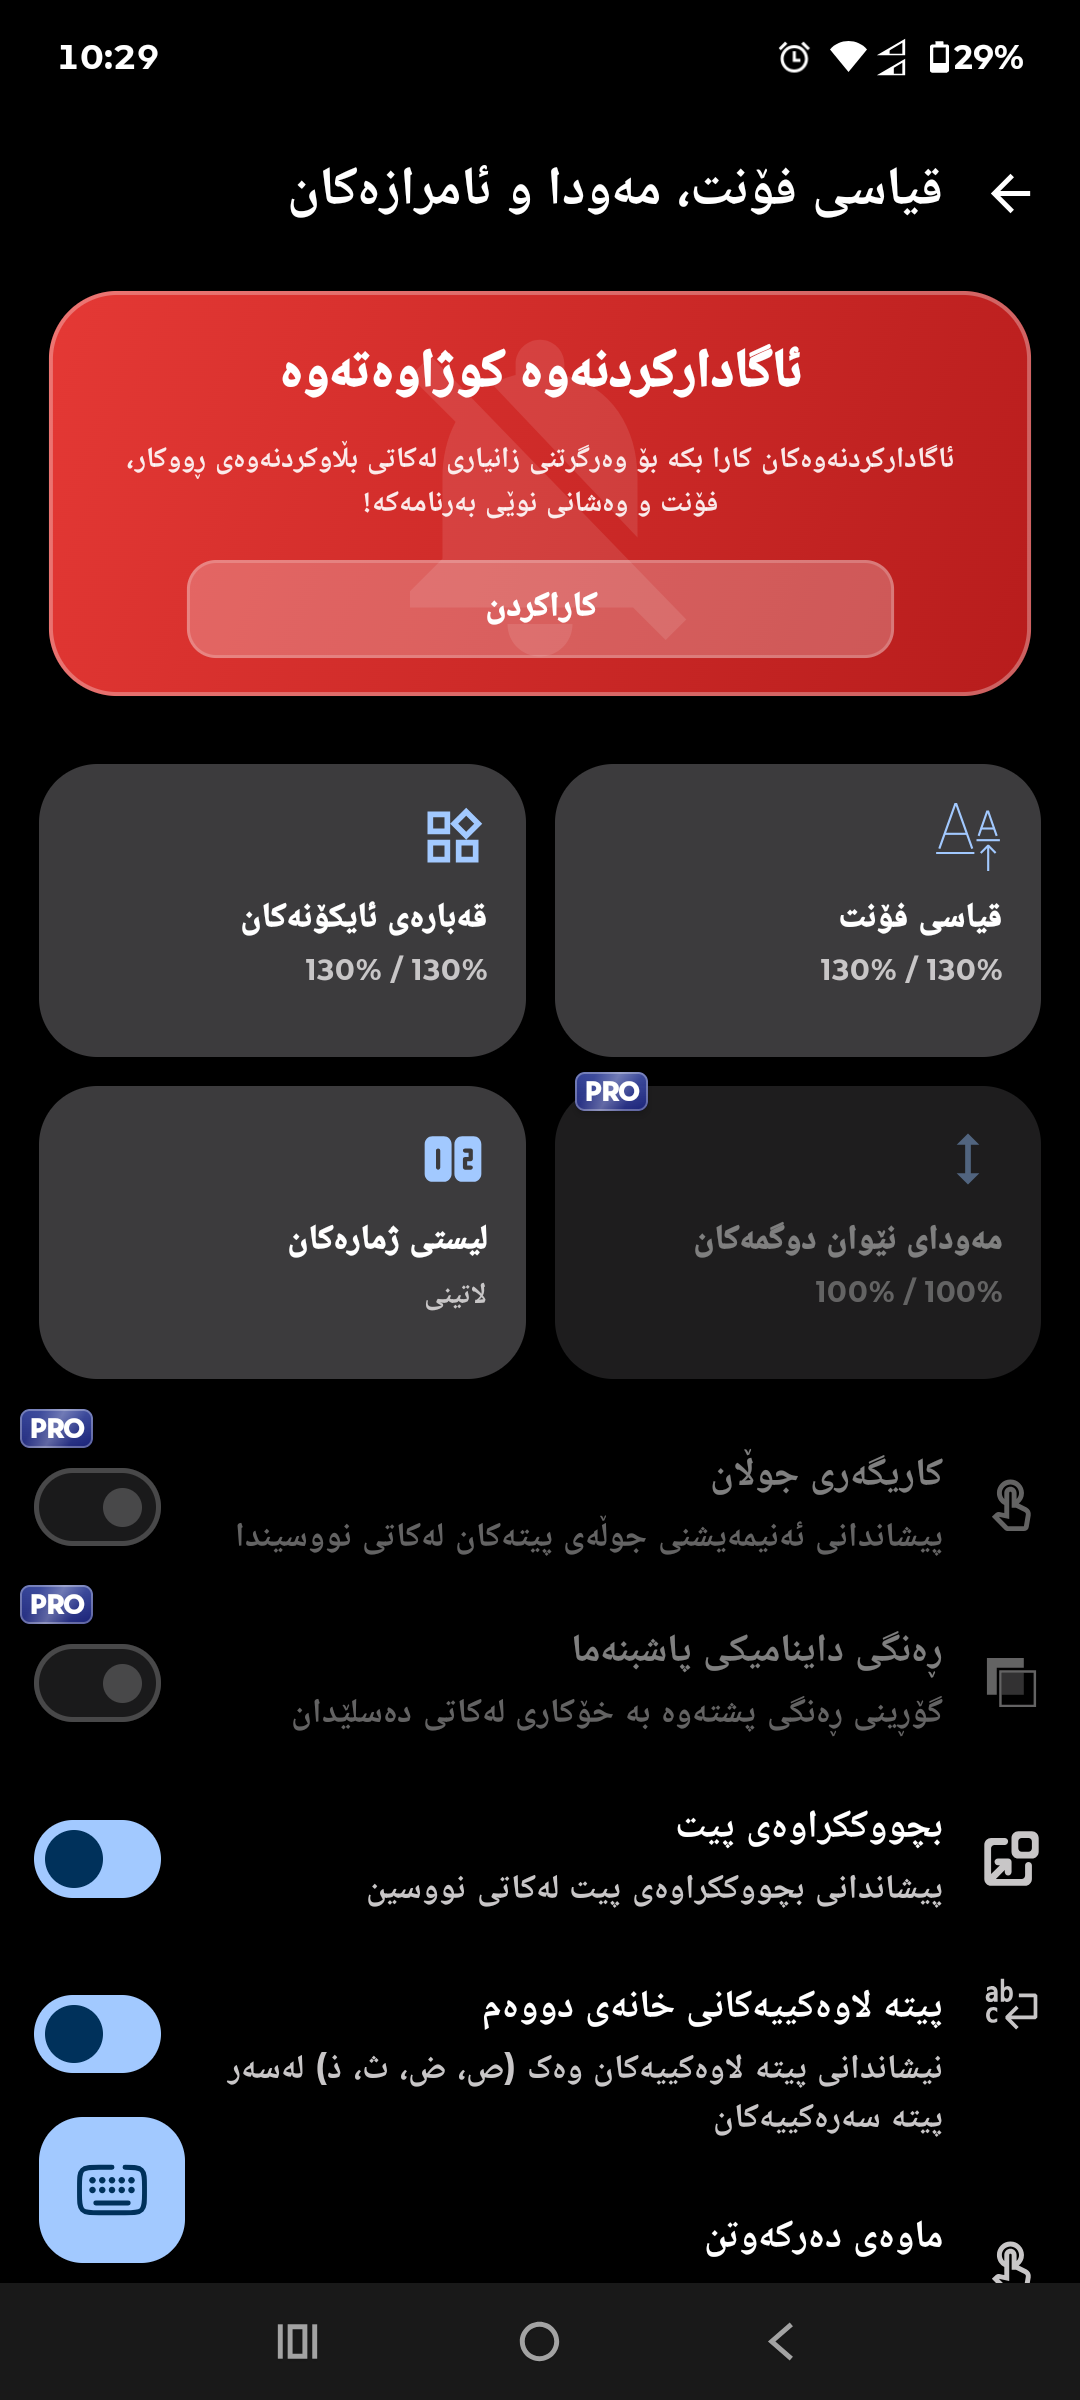 10:29
29%
قیاسی فۆنت، مەودا و ئامرازەکان
ئاگادارکردنەوە کوژاوەتەوە
ئاگادارکردنەوەکان کارا بکە بۆ وەرگرتنی زانیاری لەکاتی بڵاوکردنەوەی ڕووکار،
فۆنت و وەشانی نوێی بەرنامەکە!
کاراکردن
قیاسی فۆنت
130% / 130%
قەبارەی ئایکۆنەکان
130% / 130%
PRO
مەودای نێوان دوگمەکان
100% / 100%
لیستی ژمارەکان
لاتینی
PRO
کاریگەری جوڵان
پیشاندانی ئەنیمەیشنی جوڵەی پیتەکان لەکاتی نووسیندا
PRO
ڕەنگی داینامیکی پاشبنەما
گۆڕینی ڕەنگی پشتەوە بە خۆکاری لەکاتی دەسلێدان
بچووککراوەی پیت
پیشاندانی بچووککراوەی پیت لەکاتی نووسین
پیتە لاوەکییەکانی خانەی دووەم
نیشاندانی پیتە لاوەکییەکان وەک (ص، ض، ث، ذ) لەسەر
پیتە سەرەکییەکان
ماوەی دەرکەوتن